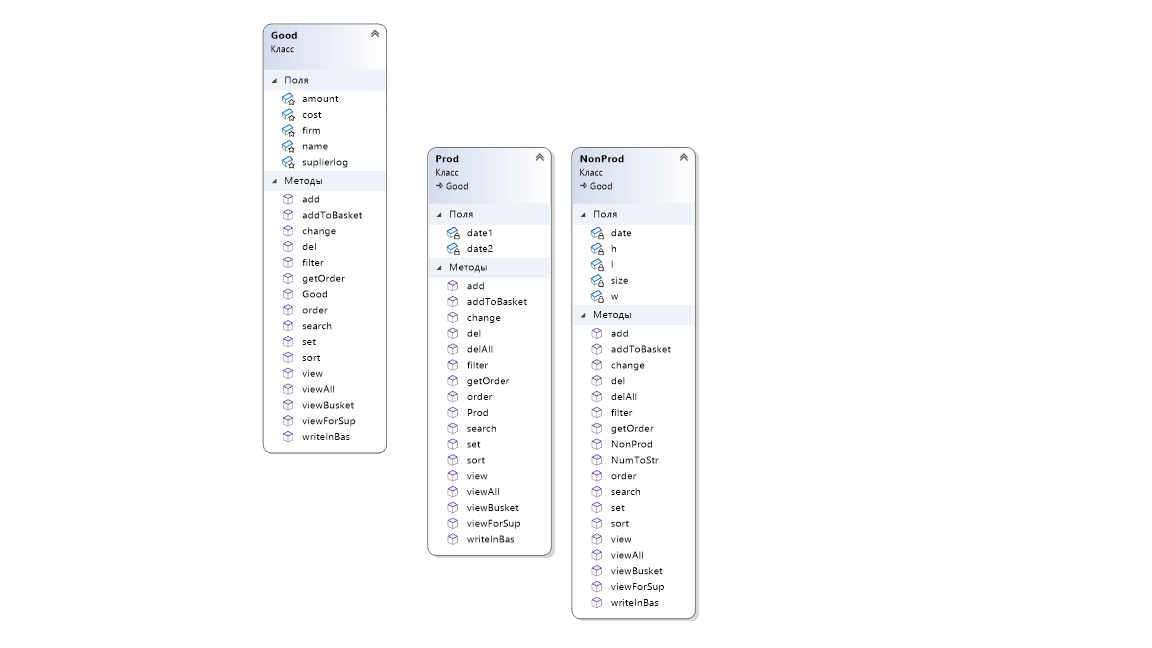 Good
Класс
Поля
amount
cost
firm
name
suplierlog
Методы
add
addToBasket
change
del
filter
getOrder
Good
order
search
set
sort
view
viewAll
viewBusket
viewForSup
writeInBas
Prod
Класс
Good
Поля
date1
date2
Методы
add
addToBasket
change
del
delAll
filter
getOrder
order
Prod
search
set
sort
view
viewAll
viewBusket
viewForSup
writeInBas
NonProd
Класс
Good
Поля
date
h
l
size
w
Методы
add
addToBasket
change
del
delAll
filter
getOrder
NonProd
NumToStr
order
search
set
sort
view
viewAll
viewBusket
viewForSup
writeInBas